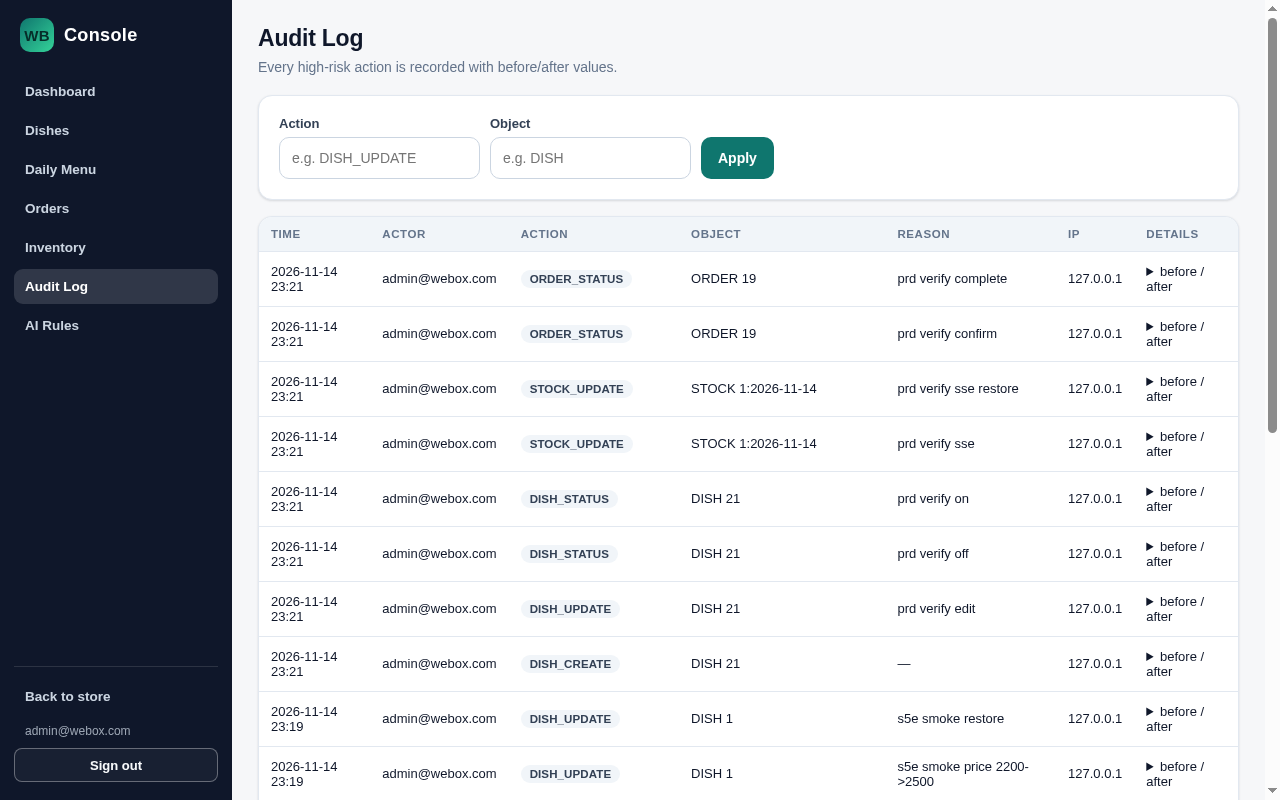 WB Console
Dashboard
Dishes
Daily Menu
Orders
Inventory
Audit Log
AI Rules
Back to store
admin@webox.com
Sign out
Audit Log
Every high-risk action is recorded with before/after values.
Action
Object
e.g. DISH_UPDATE
e.g. DISH
Apply
TIME ACTOR ACTION OBJECT REASON IP DETAILS
2026-11-14
23:21
admin@webox.com ORDER_STATUS ORDER 19 prd verify complete 127.0.0.1
▶ before /
after
2026-11-14
23:21
admin@webox.com ORDER_STATUS ORDER 19 prd verify confirm 127.0.0.1
▶ before /
after
2026-11-14
23:21
admin@webox.com STOCK_UPDATE STOCK 1:2026-11-14 prd verify sse restore 127.0.0.1
▶ before /
after
2026-11-14
23:21
admin@webox.com STOCK_UPDATE STOCK 1:2026-11-14 prd verify sse 127.0.0.1
▶ before /
after
2026-11-14
23:21
admin@webox.com DISH_STATUS DISH 21 prd verify on 127.0.0.1
▶ before /
after
2026-11-14
23:21
admin@webox.com DISH_STATUS DISH 21 prd verify off 127.0.0.1
▶ before /
after
2026-11-14
23:21
admin@webox.com DISH_UPDATE DISH 21 prd verify edit 127.0.0.1
▶ before /
after
2026-11-14
23:21
admin@webox.com DISH_CREATE DISH 21 — 127.0.0.1
▶ before /
after
2026-11-14
23:19
admin@webox.com DISH_UPDATE DISH 1 s5e smoke restore 127.0.0.1
▶ before /
after
2026-11-14
23:19
admin@webox.com DISH_UPDATE DISH 1
s5e smoke price 2200-
>2500
127.0.0.1
▶ before /
after